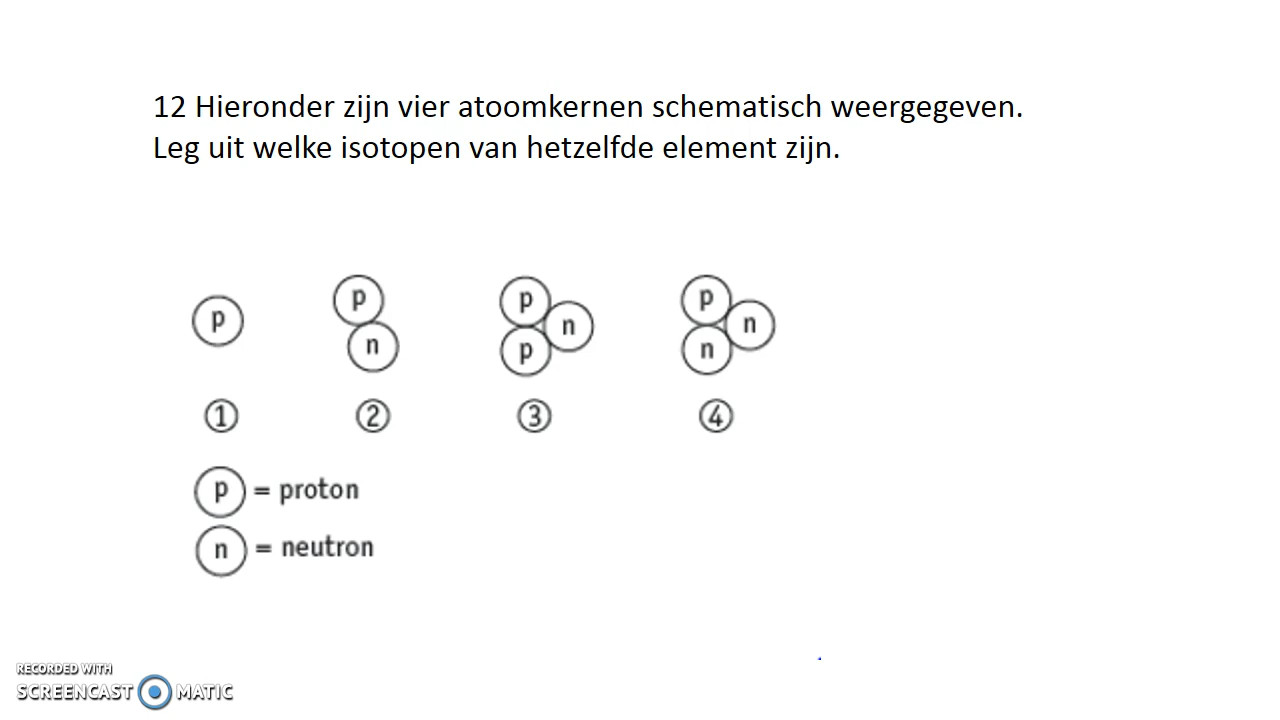 12 Hieronder zijn vier atoomkernen schematisch weergegeven.
Leg uit welke isotopen van hetzelfde element zijn.
p p p p
n n
p n p n
① ② ③ ④
p = proton
n = neutron
RECORDED WITH
SCREENCAST MATIC